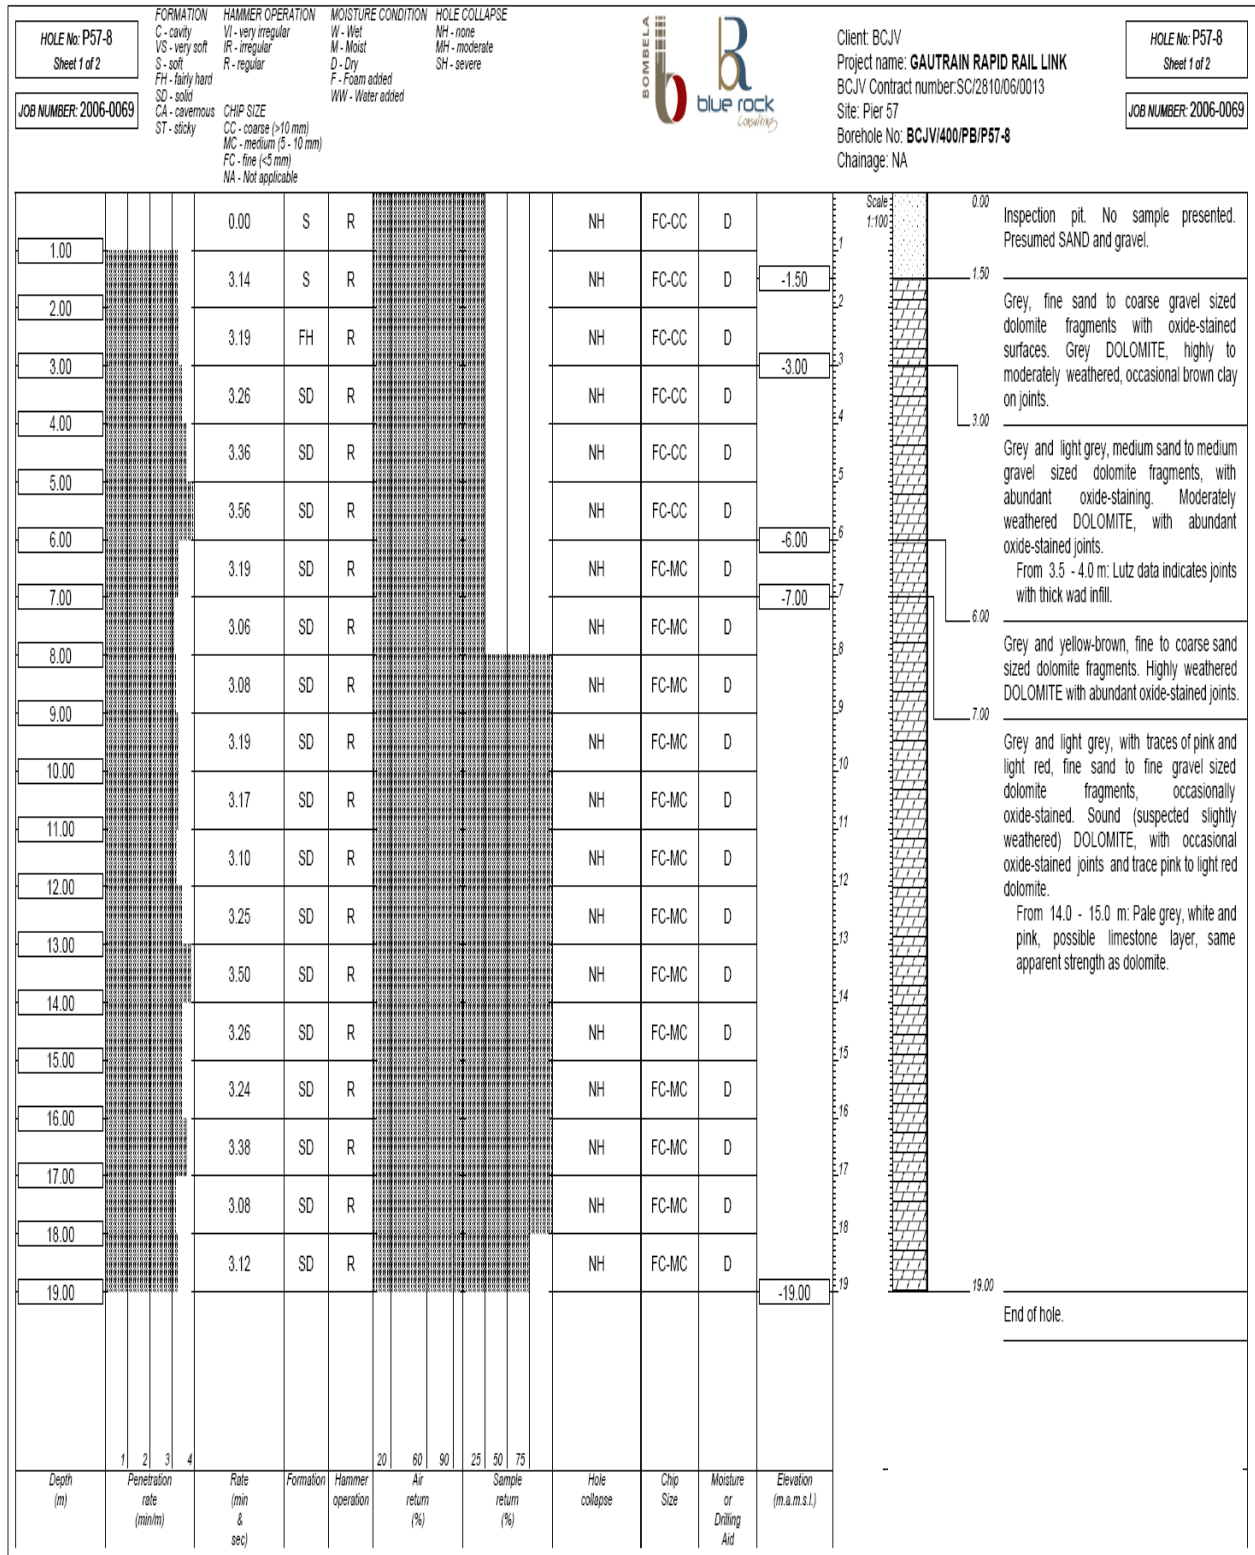 HOLE No: P57-8
Sheet 1 of 2
JOB NUMBER: 2006-0069
FORMATION
C - cavity
VS - very soft
S - soft
FH - fairly hard
SD - solid
CA - cavernous
ST - sticky
HAMMER OPERATION
VI - very irregular
IR - irregular
R - regular
CHIP SIZE
CC - coarse (>10 mm)
MC - medium (5 - 10 mm)
FC - fine (<5 mm)
NA - Not applicable
MOISTURE CONDITION
W - Wet
M - Moist
D - Dry
F - Foam added
WW - Water added
HOLE COLLAPSE
NH - none
MH - moderate
SH - severe
BOMBELA
blue rock
Consulting
Client: BCJV
Project name: GAUTRAIN RAPID RAIL LINK
BCJV Contract number:SC/2810/06/0013
Site: Pier 57
Borehole No: BCJV/400/PB/P57-8
Chainage: NA
HOLE No: P57-8
Sheet 1 of 2
JOB NUMBER: 2006-0069
0.00 S R NH FC-CC D
1.00
3.14 S R NH FC-CC D
2.00
3.19 FH R NH FC-CC D
3.00
3.26 SD R NH FC-CC D
4.00
3.36 SD R NH FC-CC D
5.00
3.56 SD R NH FC-CC D
6.00
3.19 SD R NH FC-MC D
7.00
3.06 SD R NH FC-MC D
8.00
3.08 SD R NH FC-MC D
9.00
3.19 SD R NH FC-MC D
10.00
3.17 SD R NH FC-MC D
11.00
3.10 SD R NH FC-MC D
12.00
3.25 SD R NH FC-MC D
13.00
3.50 SD R NH FC-MC D
14.00
3.26 SD R NH FC-MC D
15.00
3.24 SD R NH FC-MC D
16.00
3.38 SD R NH FC-MC D
17.00
3.08 SD R NH FC-MC D
18.00
3.12 SD R NH FC-MC D
19.00
-1.50
-3.00
-6.00
-7.00
-19.00
Scale
1:100
1
2
3
4
5
6
7
8
9
10
11
12
13
14
15
16
17
18
19
0.00
Inspection pit. No sample presented.
Presumed SAND and gravel.
1.50
Grey, fine sand to coarse gravel sized
dolomite fragments with oxide-stained
surfaces. Grey DOLOMITE, highly to
moderately weathered, occasional brown clay
on joints.
3.00
Grey and light grey, medium sand to medium
gravel sized dolomite fragments, with
abundant oxide-staining. Moderately
weathered DOLOMITE, with abundant
oxide-stained joints.
From 3.5 - 4.0 m: Lutz data indicates joints
with thick wad infill.
6.00
Grey and yellow-brown, fine to coarse sand
sized dolomite fragments. Highly weathered
DOLOMITE with abundant oxide-stained joints.
7.00
Grey and light grey, with traces of pink and
light red, fine sand to fine gravel sized
dolomite fragments, occasionally
oxide-stained. Sound (suspected slightly
weathered) DOLOMITE, with occasional
oxide-stained joints and trace pink to light red
dolomite.
From 14.0 - 15.0 m: Pale grey, white and
pink, possible limestone layer, same
apparent strength as dolomite.
19.00
End of hole.
1 2 3 4 20 60 90 25 50 75
Depth
(m)
Penetration
rate
(min/m)
Rate
(min
&
sec)
Formation
Hammer
operation
Air
return
(%)
Sample
return
(%)
Hole
collapse
Chip
Size
Moisture
or
Drilling
Aid
Elevation
(m.a.m.s.l.)